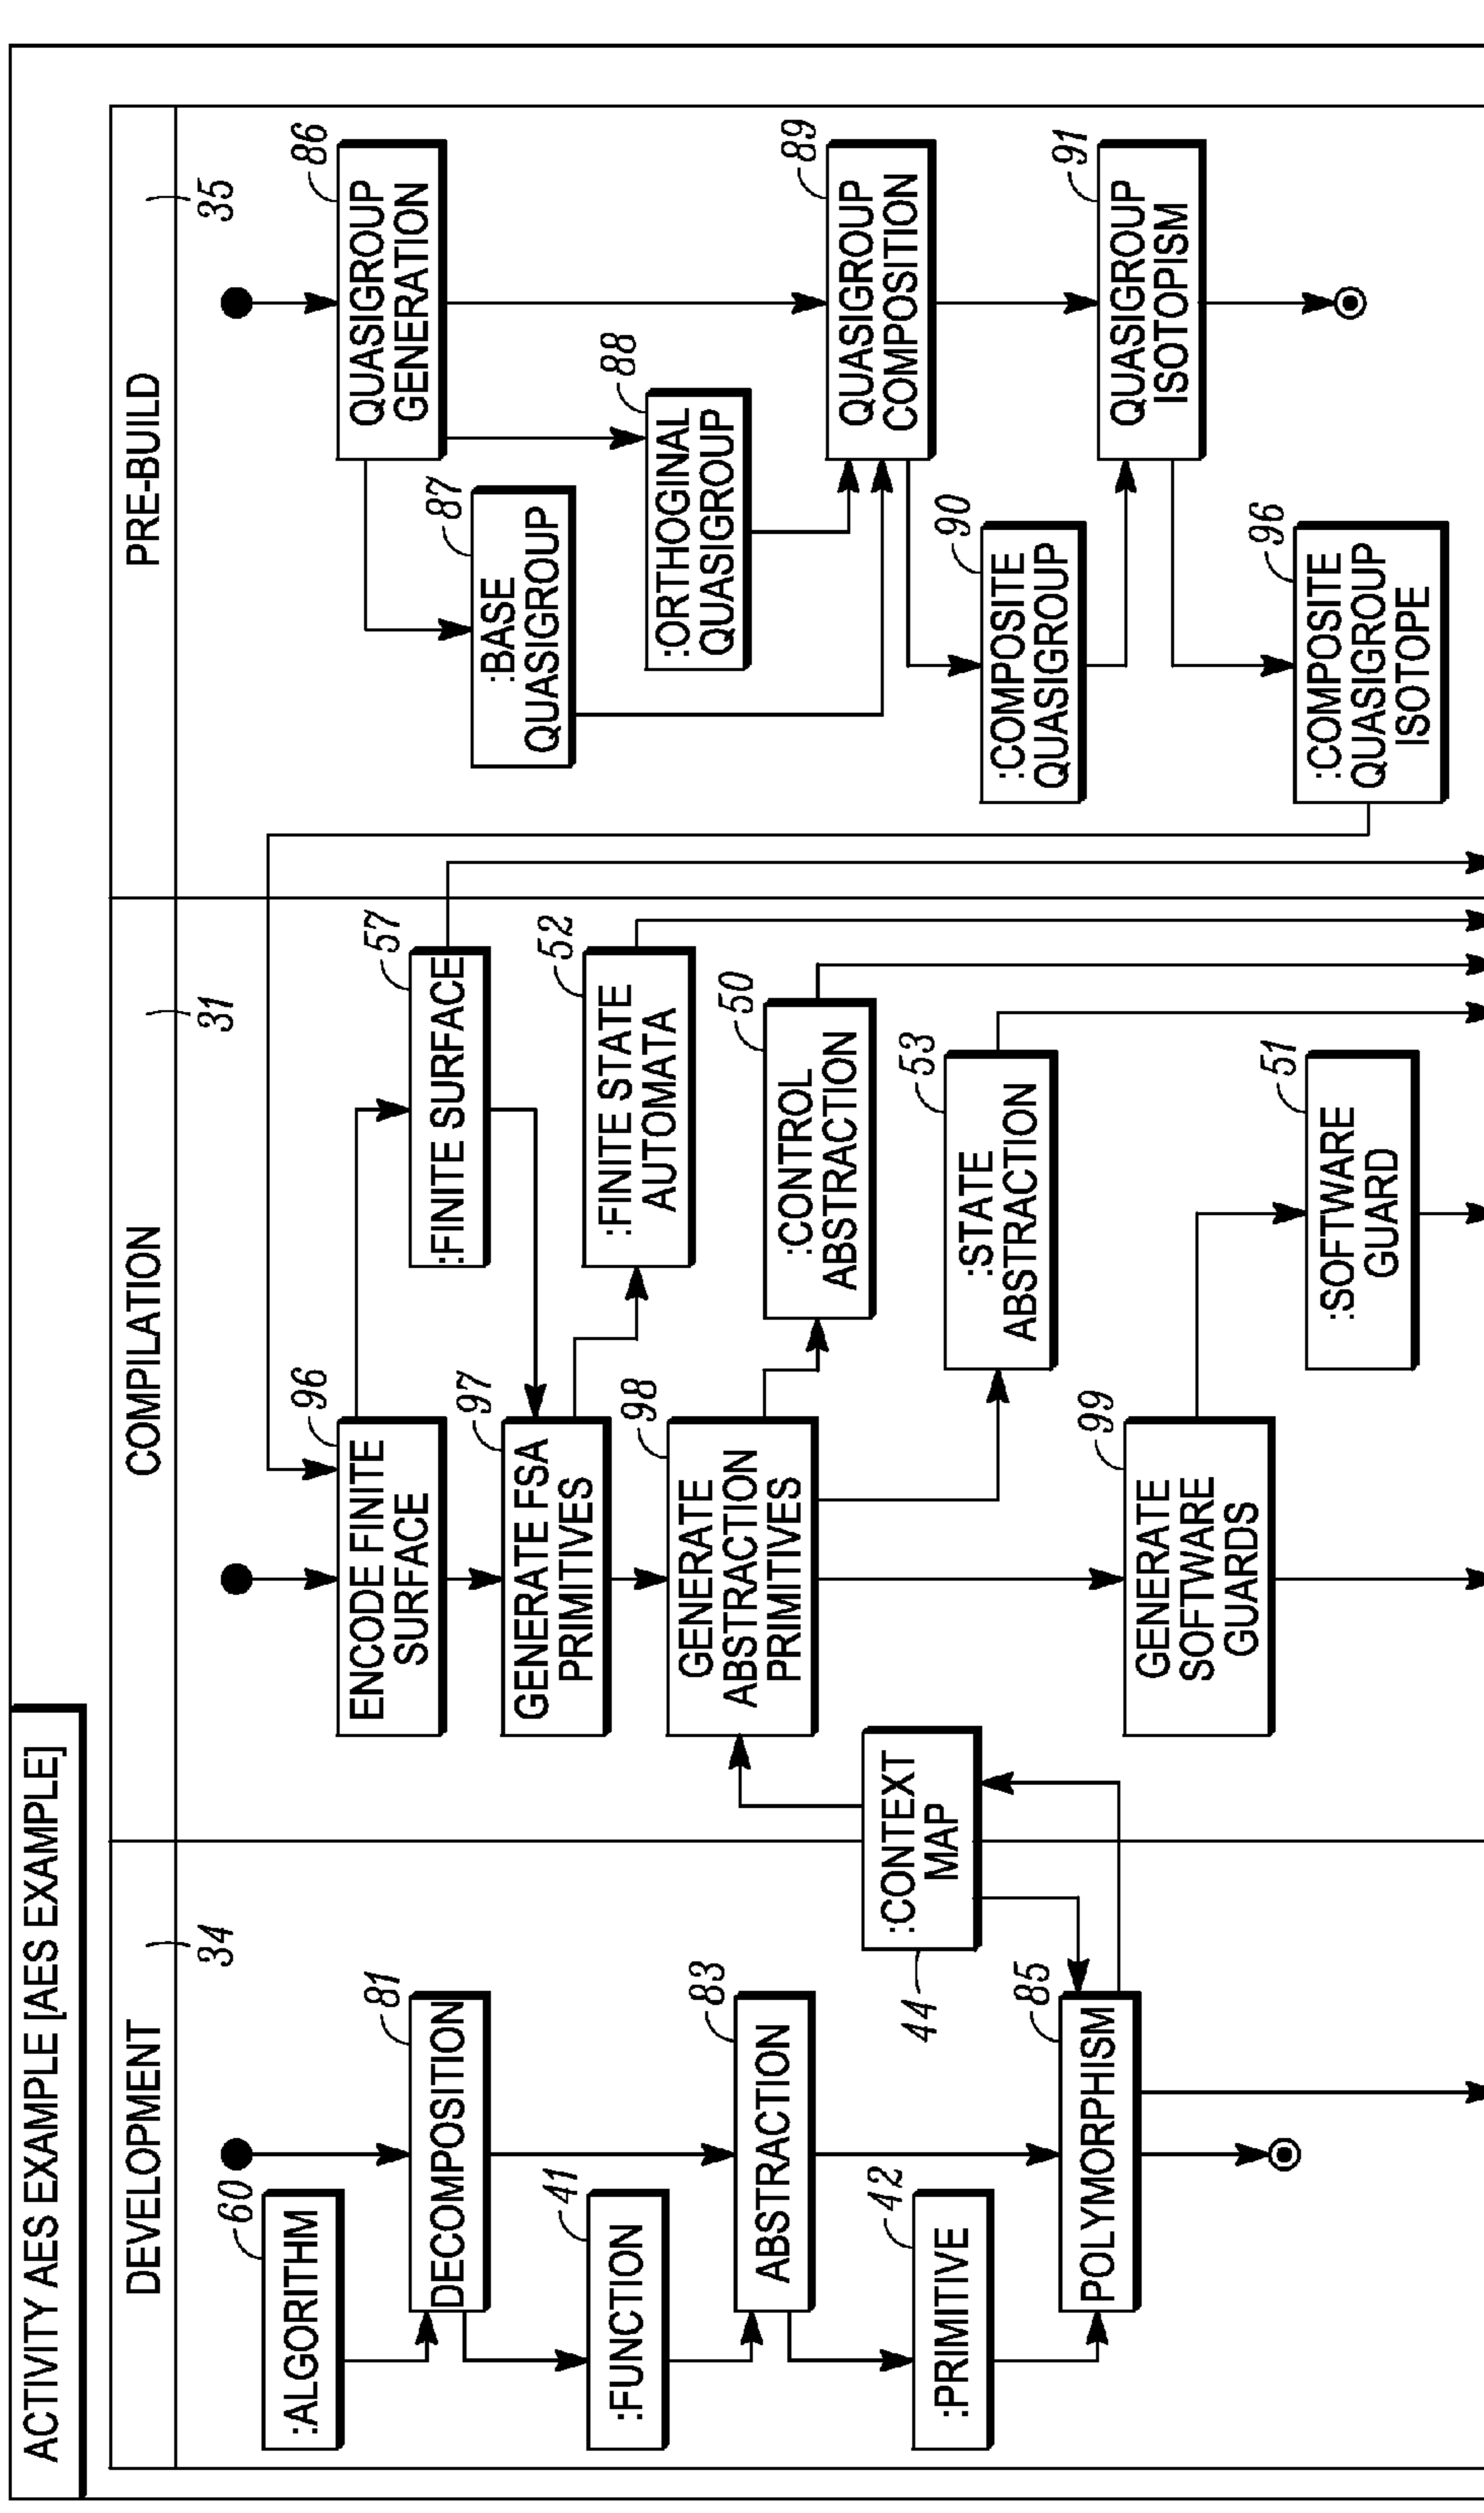 ACTIVITY AES EXAMPLE [AES EXAMPLE]
DEVELOPMENT
34
:ALGORITHM
60
DECOMPOSITION
81
:FUNCTION
41
ABSTRACTION
83
:PRIMITIVE
42
POLYMORPHISM
85
:CONTEXT
MAP
44
COMPILATION
31
ENCODE FINITE
SURFACE
96
:FINITE SURFACE
57
GENERATE FSA
PRIMITIVES
97
:FINITE STATE
AUTOMATA
52
GENERATE
ABSTRACTION
PRIMITIVES
98
:CONTROL
ABSTRACTION
50
:STATE
ABSTRACTION
53
GENERATE
SOFTWARE
GUARDS
99
:SOFTWARE
GUARD
51
PRE-BUILD
35
QUASIGROUP
GENERATION
86
:BASE
QUASIGROUP
87
:ORTHOGINAL
QUASIGROUP
88
QUASIGROUP
COMPOSITION
89
:COMPOSITE
QUASIGROUP
90
QUASIGROUP
ISOTOPISM
91
:COMPOSITE
QUASIGROUP
ISOTOPE
96